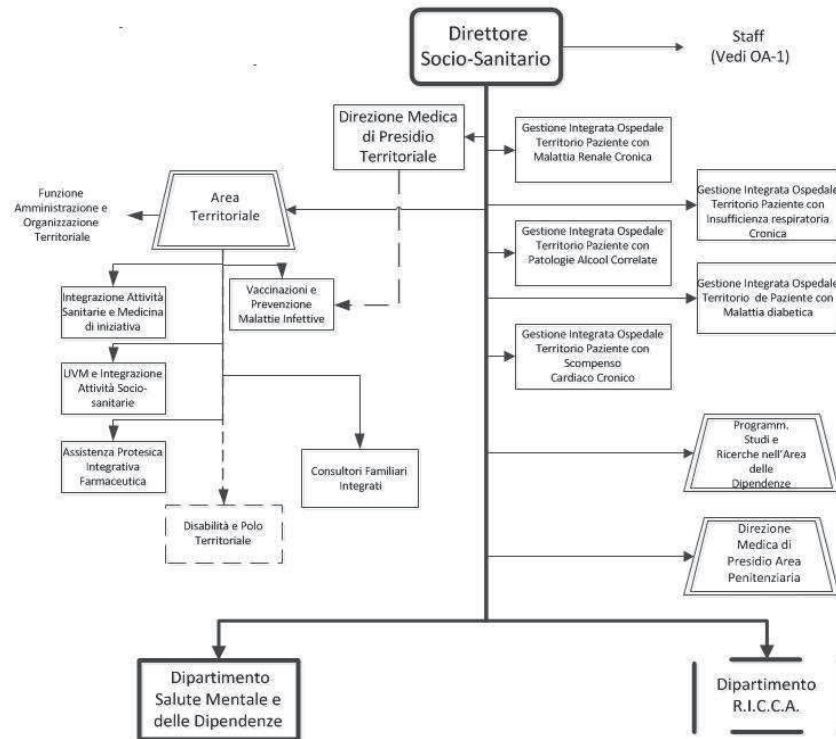 Direttore
Socio-Sanitario
Staff
(Vedi OA-1)
Direzione Medica
di Presidio
Territoriale
Gestione Integrata Ospedale
Territorio Paziente con
Malattia Renale Cronica
Area
Territoriale
Funzione
Amministrazione e
Organizzazione
Territoriale
Gestione Integrata Ospedale
Territorio Paziente con
Insufficienza respiratoria
Cronica
Gestione Integrata Ospedale
Territorio Paziente con
Patologie Alcool Correlate
Integrazione Attività
Sanitarie e Medicina
di iniziativa
Vaccinazioni e
Prevenzione
Malattie Infettive
Gestione Integrata Ospedale
Territorio de Paziente con
Malattia diabetica
Gestione Integrata Ospedale
Territorio Paziente con
Scompenso
Cardiaco Cronico
UVM e Integrazione
Attività Socio-
sanitarie
Assistenza Protesica
Integrativa
Farmaceutica
Consultori Familiari
Integrati
Programm.
Studi e
Ricerche nell'Area
delle
Dipendenze
Disabilità e Polo
Territoriale
Direzione
Medica di
Presidio Area
Penitenziaria
Dipartimento
Salute Mentale e
delle Dipendenze
Dipartimento
R.I.C.C.A.